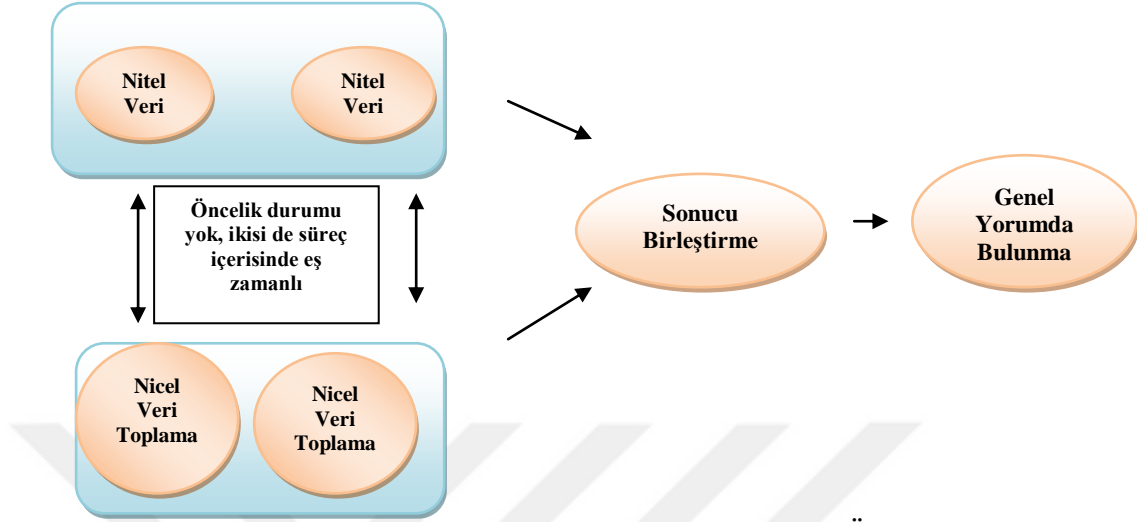 Nitel
Veri
Nitel
Veri
Öncelik durumu
yok, ikisi de süreç
içerisinde eş
zamanlı
Sonucu
Birleştirme
Genel
Yorumda
Bulunma
Nicel
Veri
Toplama
Nicel
Veri
Toplama